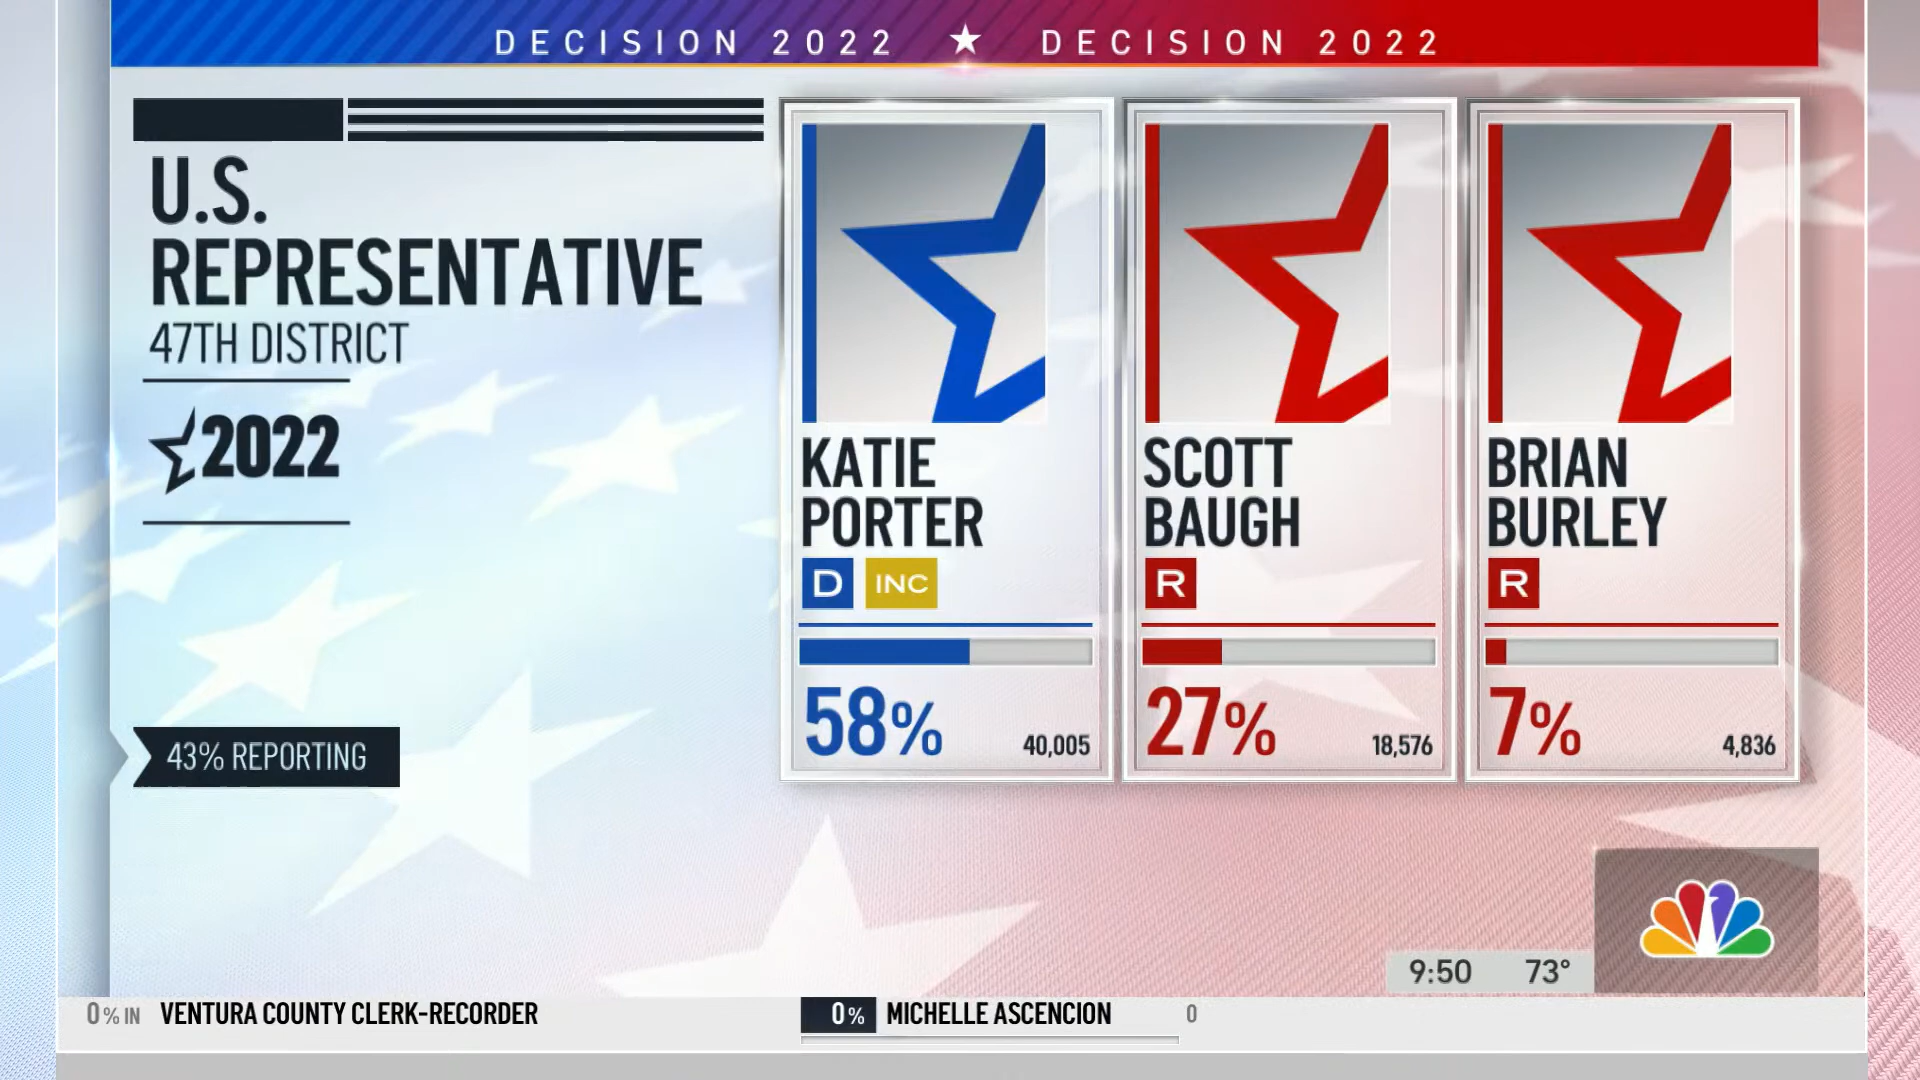 DECISION 2022 ★ DECISION 2022
U.S.
REPRESENTATIVE
47TH DISTRICT
2022
43% REPORTING
KATIE
PORTER
D INC
58% 40,005
SCOTT
BAUGH
R
27% 18,576
BRIAN
BURLEY
R
7% 4,836
9:50 73°
0% IN VENTURA COUNTY CLERK-RECORDER 0% MICHELLE ASCENCION 0